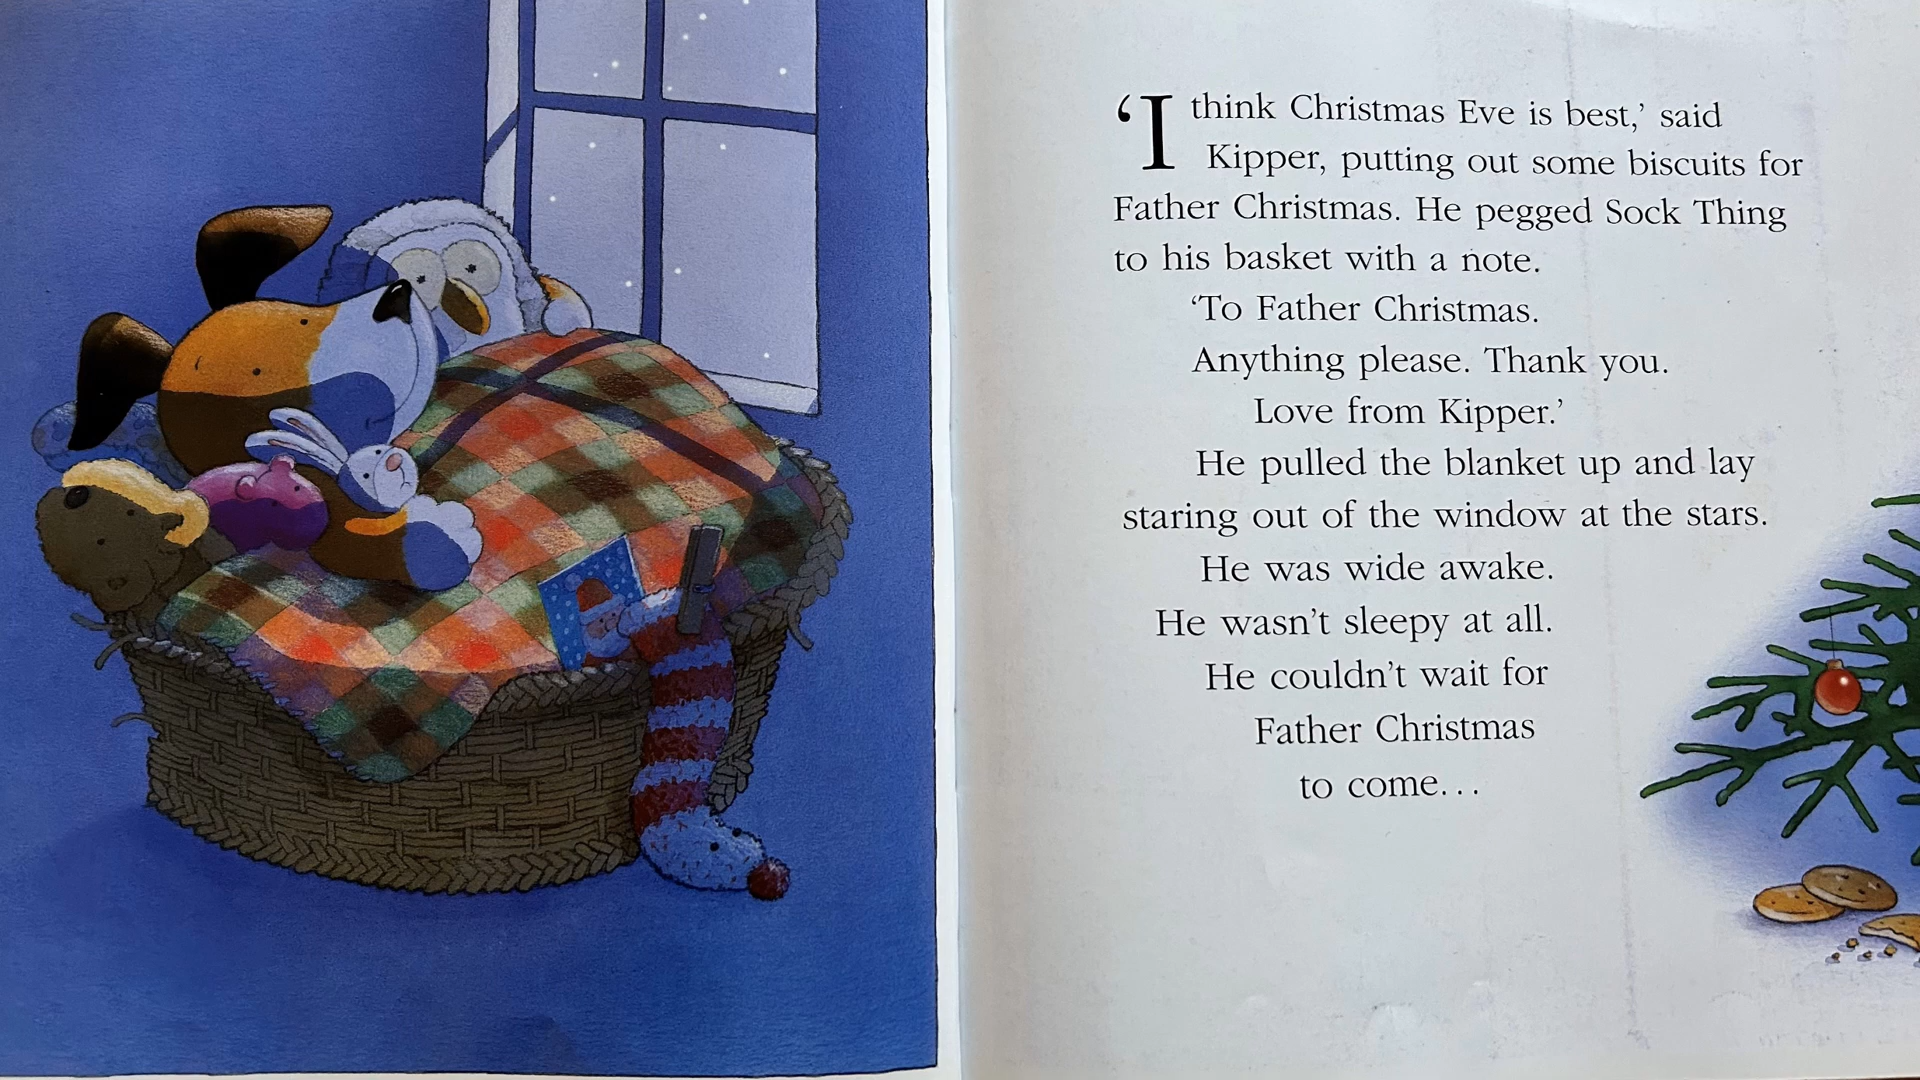 ‘I think Christmas Eve is best,’ said
Kipper, putting out some biscuits for
Father Christmas. He pegged Sock Thing
to his basket with a note.
‘To Father Christmas.
Anything please. Thank you.
Love from Kipper.’
He pulled the blanket up and lay
staring out of the window at the stars.
He was wide awake.
He wasn’t sleepy at all.
He couldn’t wait for
Father Christmas
to come...